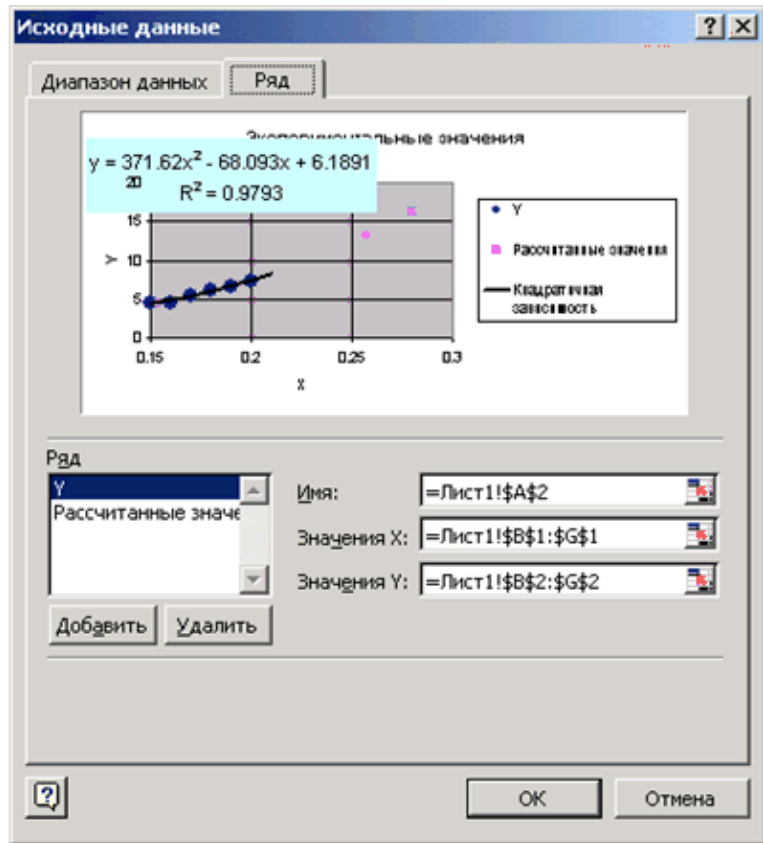 Исходные данные
Диапазон данных Ряд
Экспериментальные значения
y = 371.62x² - 68.093x + 6.1891
R² = 0.9793
20
15
10
5
0
Y
0.15 0.2 0.25 0.3
X
Y
Рассчитанные значения
Квадратичная
зависимость
Ряд
Y
Рассчитанные значе
Добавить Удалить
Имя: =Лист1!$A$2
Значения X: =Лист1!$B$1:$G$1
Значения Y: =Лист1!$B$2:$G$2
OK Отмена